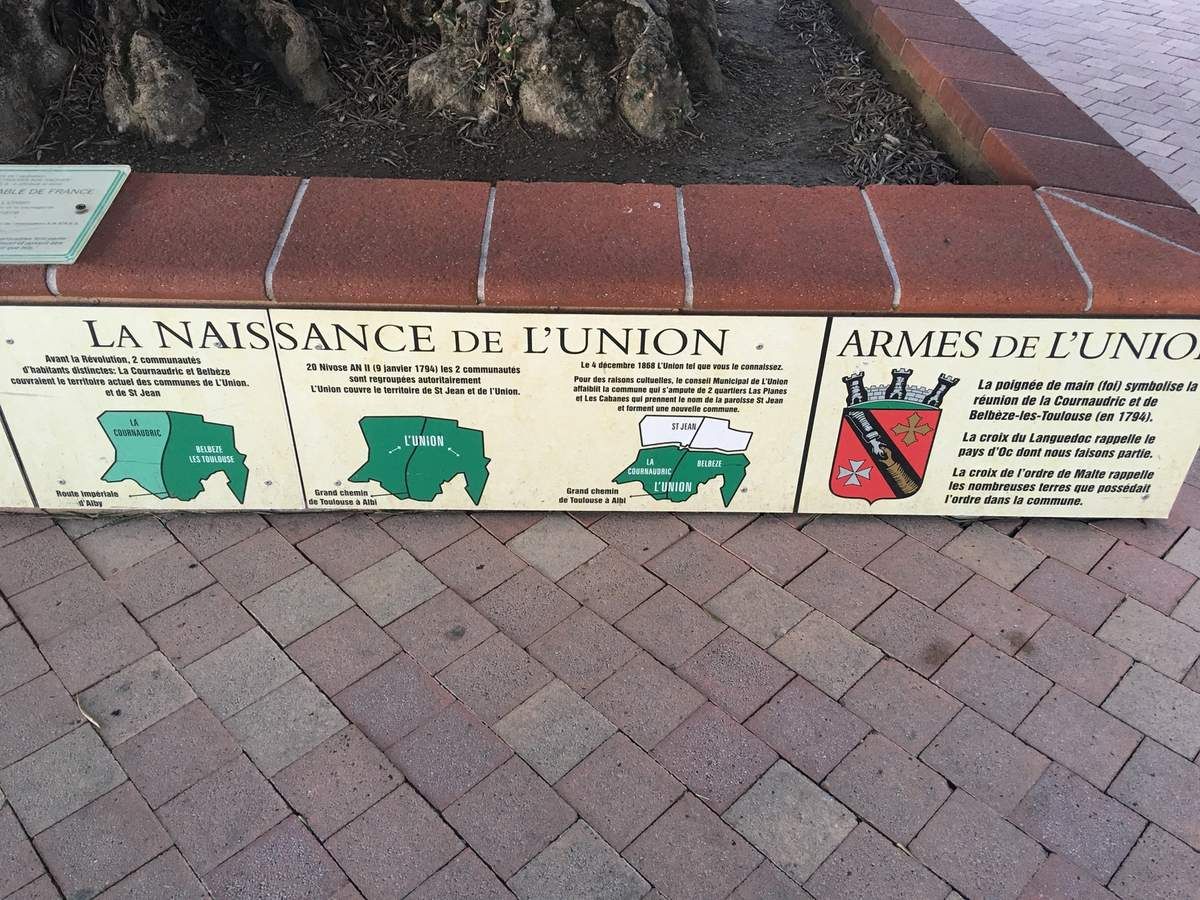 ABLE DE FRANCE
LA NAISSANCE DE L'UNION
Avant la Révolution, 2 communautés
d'habitants distinctes: La Cournaudric et Belbèze
couvraient le territoire actuel des communes de L'Union.
et de St Jean
LA
COURNAUDRIC
BELBÈZE
LES TOULOUSE
Route Impériale
d'Alby
20 Nivose AN II (9 janvier 1794) les 2 communautés
sont regroupées autoritairement
L'Union couvre le territoire de St Jean et de l'Union.
L'UNION
Grand chemin
de Toulouse à Albi
Le 4 décembre 1868 L'Union tel que vous le connaissez.
Pour des raisons cultuelles, le conseil Municipal de L'Union
affaiblit la commune qui s'ampute de 2 quartiers Las Planes
et Les Cabanes qui prennent le nom de la paroisse St Jean
et forment une nouvelle commune.
ST JEAN
LA
COURNAUDRIC
BELBÈZE
L'UNION
Grand chemin
de Toulouse à Albi
ARMES DE L'UNIO
La poignée de main (foi) symbolise la
réunion de la Cournaudric et de
Belbèze-les-Toulouse (en 1794).
La croix du Languedoc rappelle le
pays d'Oc dont nous faisons partie.
La croix de l'ordre de Malte rappelle
les nombreuses terres que possédait
l'ordre dans la commune.